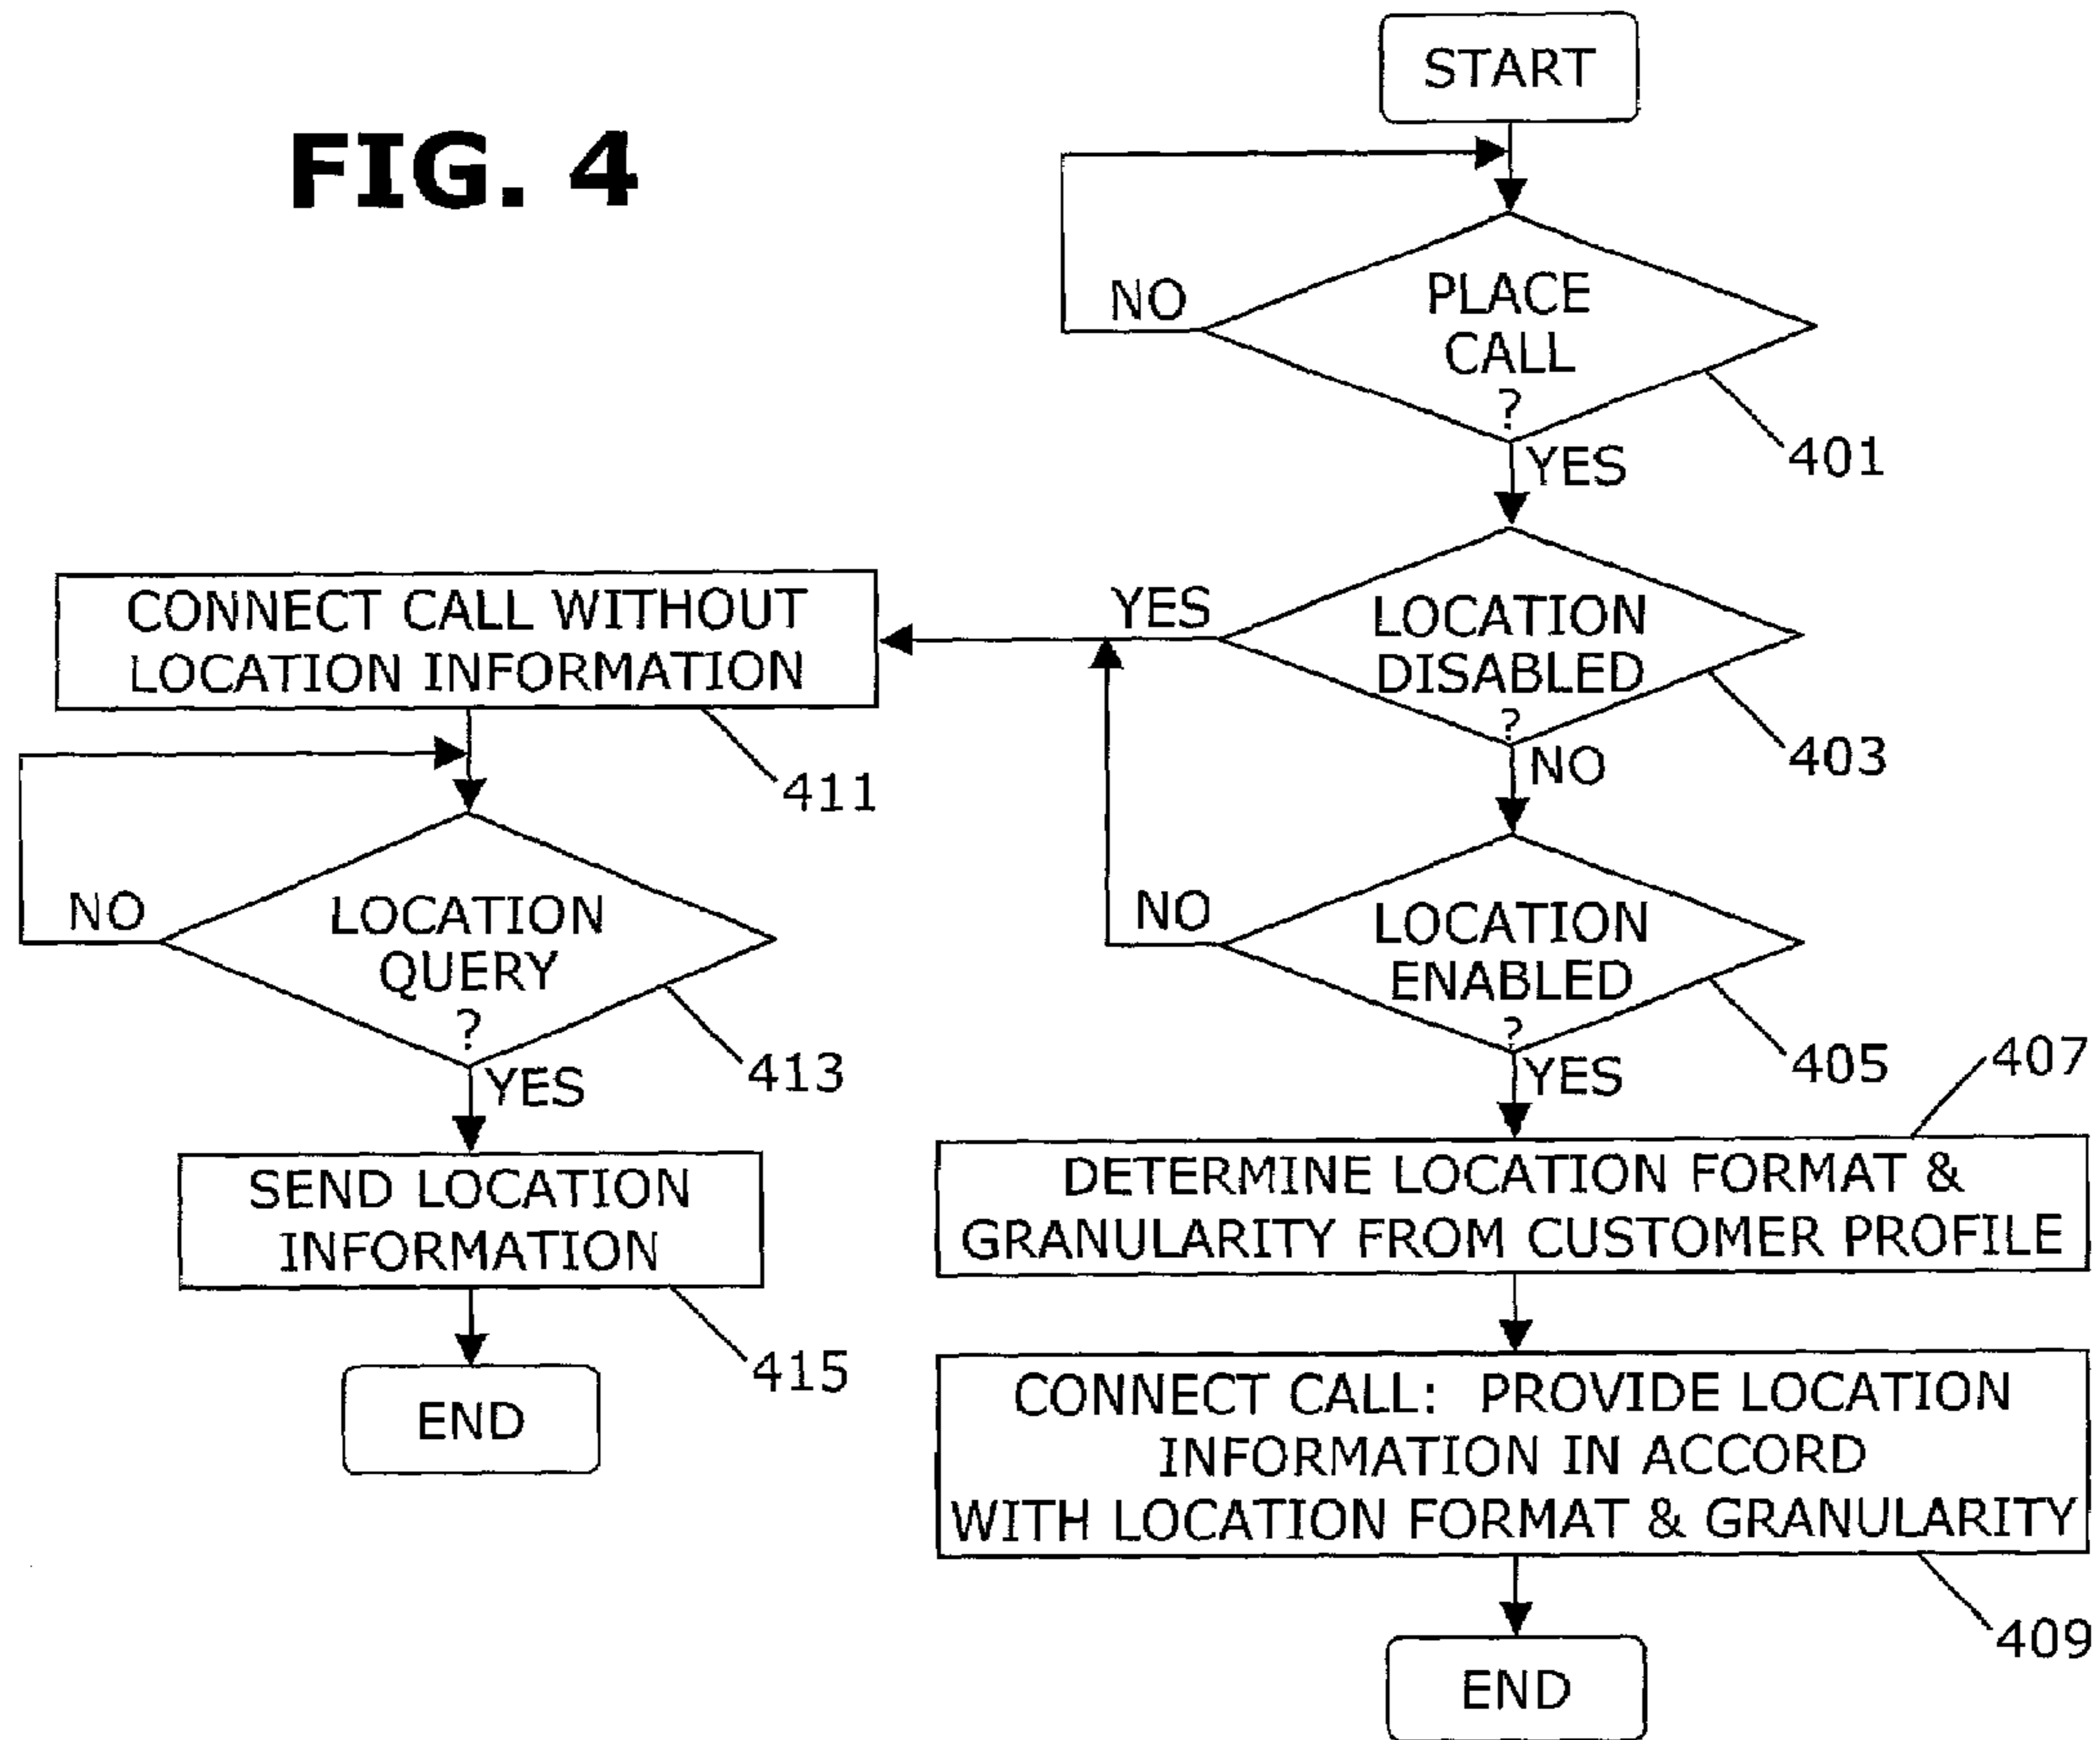 FIG. 4
START
PLACE
CALL
?
NO
YES
401
LOCATION
DISABLED
?
YES
NO
403
LOCATION
ENABLED
?
NO
YES
405
DETERMINE LOCATION FORMAT &
GRANULARITY FROM CUSTOMER PROFILE
407
CONNECT CALL: PROVIDE LOCATION
INFORMATION IN ACCORD
WITH LOCATION FORMAT & GRANULARITY
409
END
CONNECT CALL WITHOUT
LOCATION INFORMATION
411
LOCATION
QUERY
?
NO
YES
413
SEND LOCATION
INFORMATION
415
END